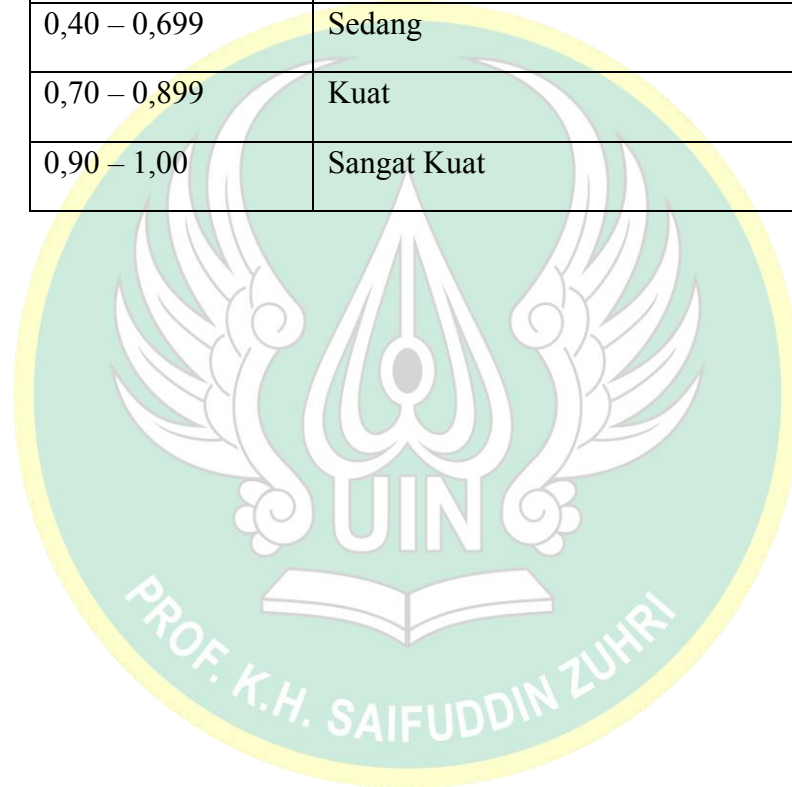 0,40 – 0,699 Sedang
0,70 – 0,899 Kuat
0,90 – 1,00 Sangat Kuat
UIN
PROF. K.H. SAIFUDDIN ZUHRI